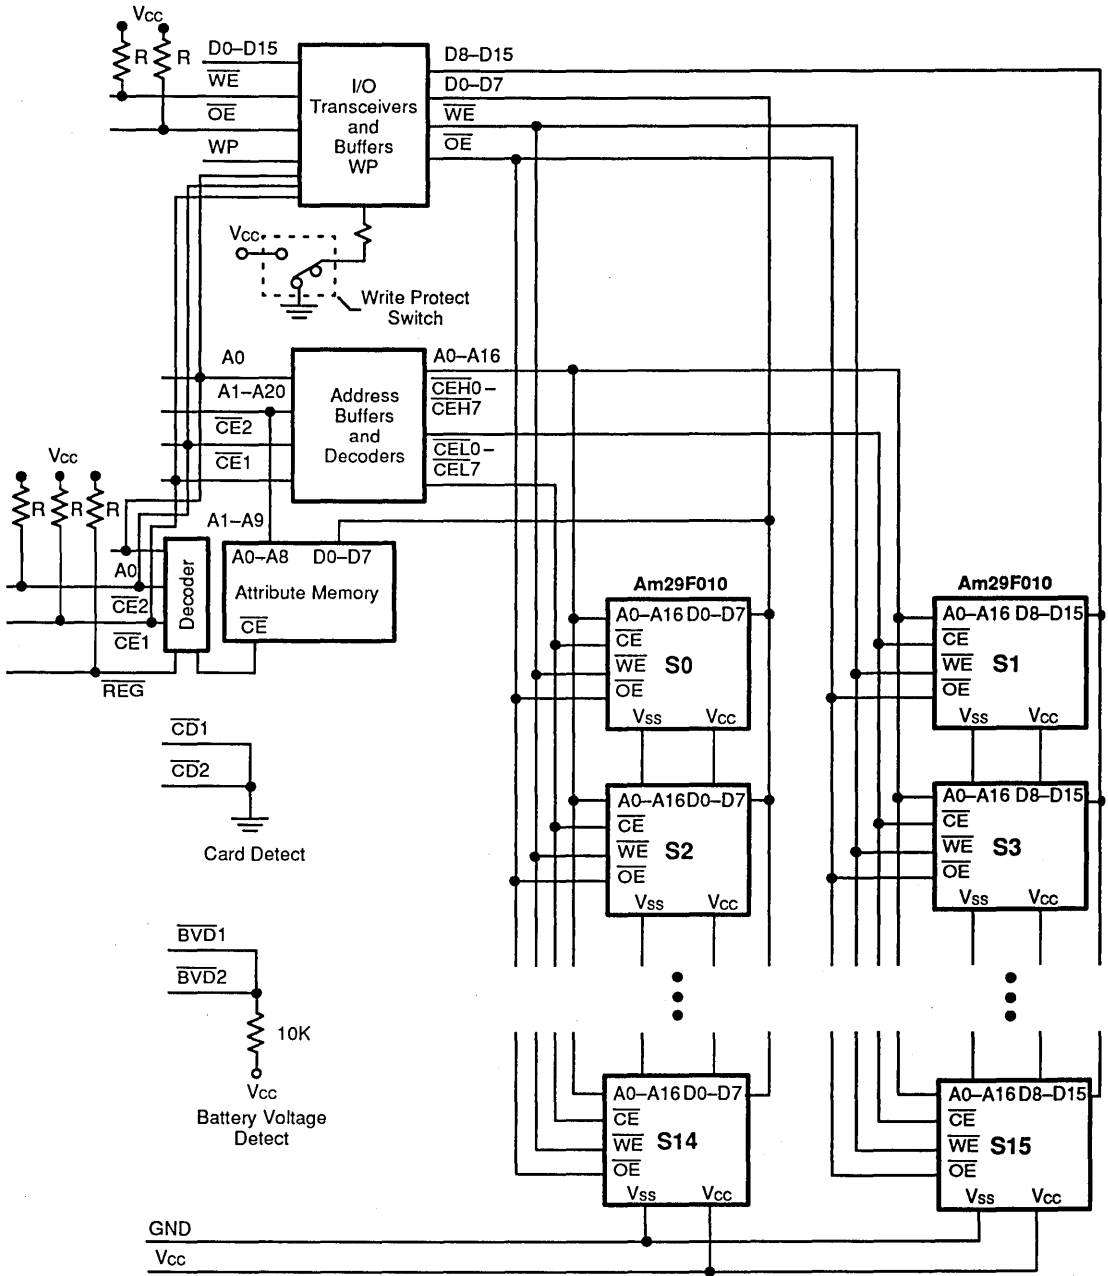 Vcc
R R
D0–D15
WE
OE
WP
I/O
Transceivers
and
Buffers
WP
D8–D15
D0–D7
WE
OE
Vcc
Write Protect
Switch
A0
A1–A20
CE2
CE1
Address
Buffers
and
Decoders
A0–A16
CEH0–
CEH7
CEL0–
CEL7
Vcc
R R R
A1–A9
A0
CE2
CE1
REG
Decoder
A0–A8 D0–D7
Attribute Memory
CE
Am29F010
A0–A16 D0–D7
CE
WE
OE
S0
Vss Vcc
Am29F010
A0–A16 D8–D15
CE
WE
OE
S1
Vss Vcc
CD1
CD2
Card Detect
A0–A16 D0–D7
CE
WE
OE
S2
Vss Vcc
A0–A16 D8–D15
CE
WE
OE
S3
Vss Vcc
BVD1
BVD2
10K
Vcc
Battery Voltage
Detect
A0–A16 D0–D7
CE
WE
OE
S14
Vss Vcc
A0–A16 D8–D15
CE
WE
OE
S15
Vss Vcc
GND
Vcc